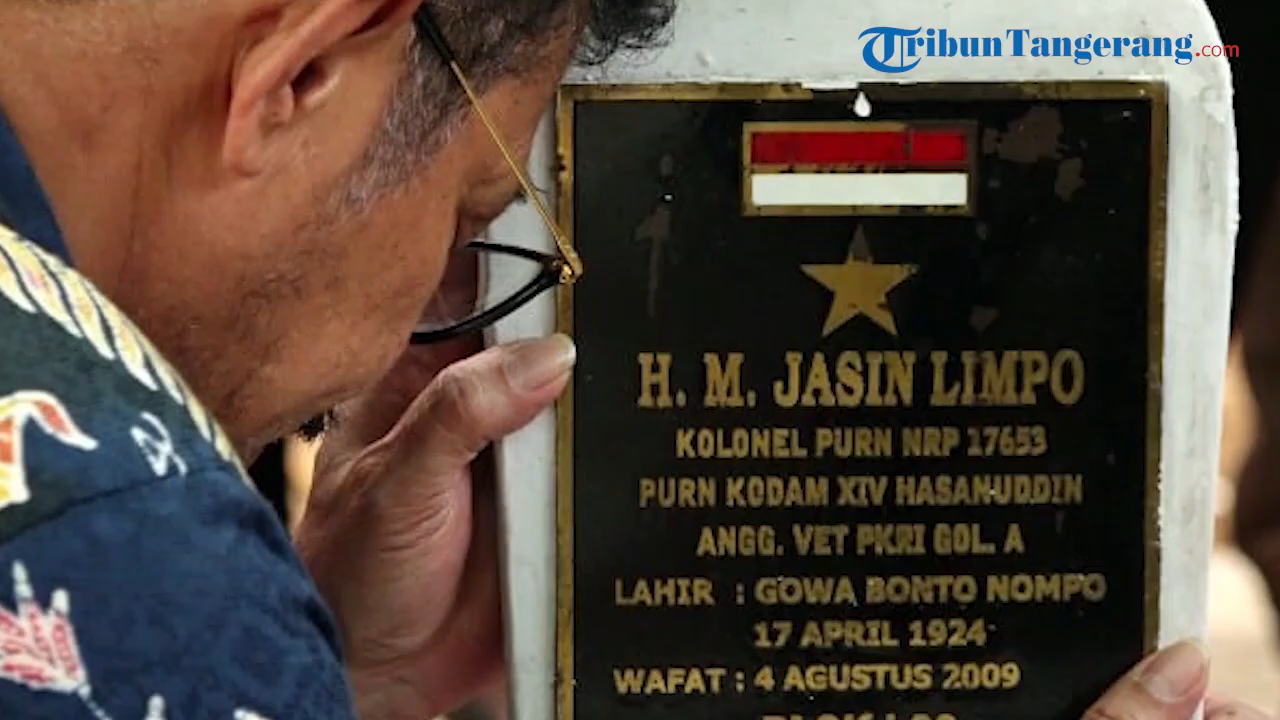 TribunTangerang.com
H. M. JASIN LIMPO
KOLONEL PURN NRP 17653
PURN KODAM XIV HASANUDDIN
ANGG. VET PKRI GOL. A
LAHIR : GOWA BONTO NOMPO
17 APRIL 1924
WAFAT : 4 AGUSTUS 2009